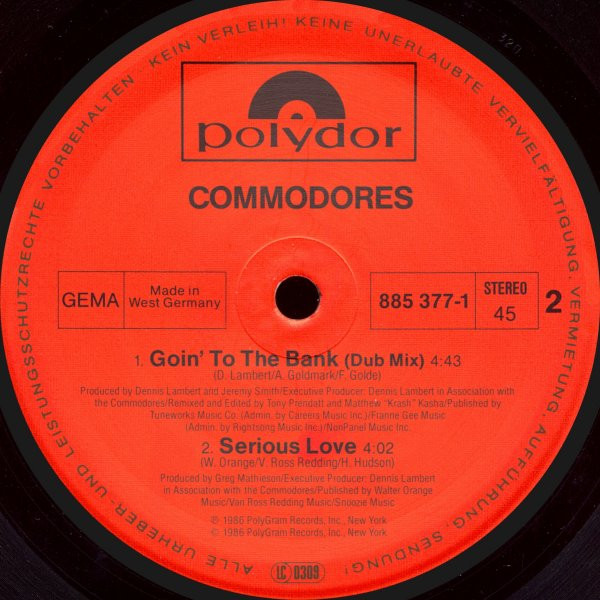 ALLE URHEBER- UND LEISTUNGSSCHUTZRECHTE VORBEHALTEN · KEIN VERLEIH! KEINE UNERLAUBTE VERVIELFÄLTIGUNG, VERMIETUNG, AUFFÜHRUNG, SENDUNG!
polydor
COMMODORES
GEMA
Made in
West Germany
885 377-1
STEREO
45
2
1. Goin' To The Bank (Dub Mix) 4:43
(D. Lambert/A. Goldmark/F. Golde)
Produced by Dennis Lambert and Jeremy Smith/Executive Producer: Dennis Lambert in Association with
the Commodores/Remixed and Edited by Tony Prendatt and Matthew "Krash" Kasha/Published by
Tuneworks Music Co. (Admin. by Careers Music Inc.)/Franne Gee Music
(Admin. by Rightsong Music Inc.)/NonPareil Music Inc.
2. Serious Love 4:02
(W. Orange/V. Ross Redding/H. Hudson)
Produced by Greg Mathieson/Executive Producer: Dennis Lambert
in Association with the Commodores/Published by Walter Orange
Music/Von Ross Redding Music/Snoozie Music
℗ 1986 PolyGram Records, Inc., New York
© 1986 PolyGram Records, Inc., New York
LC 0309